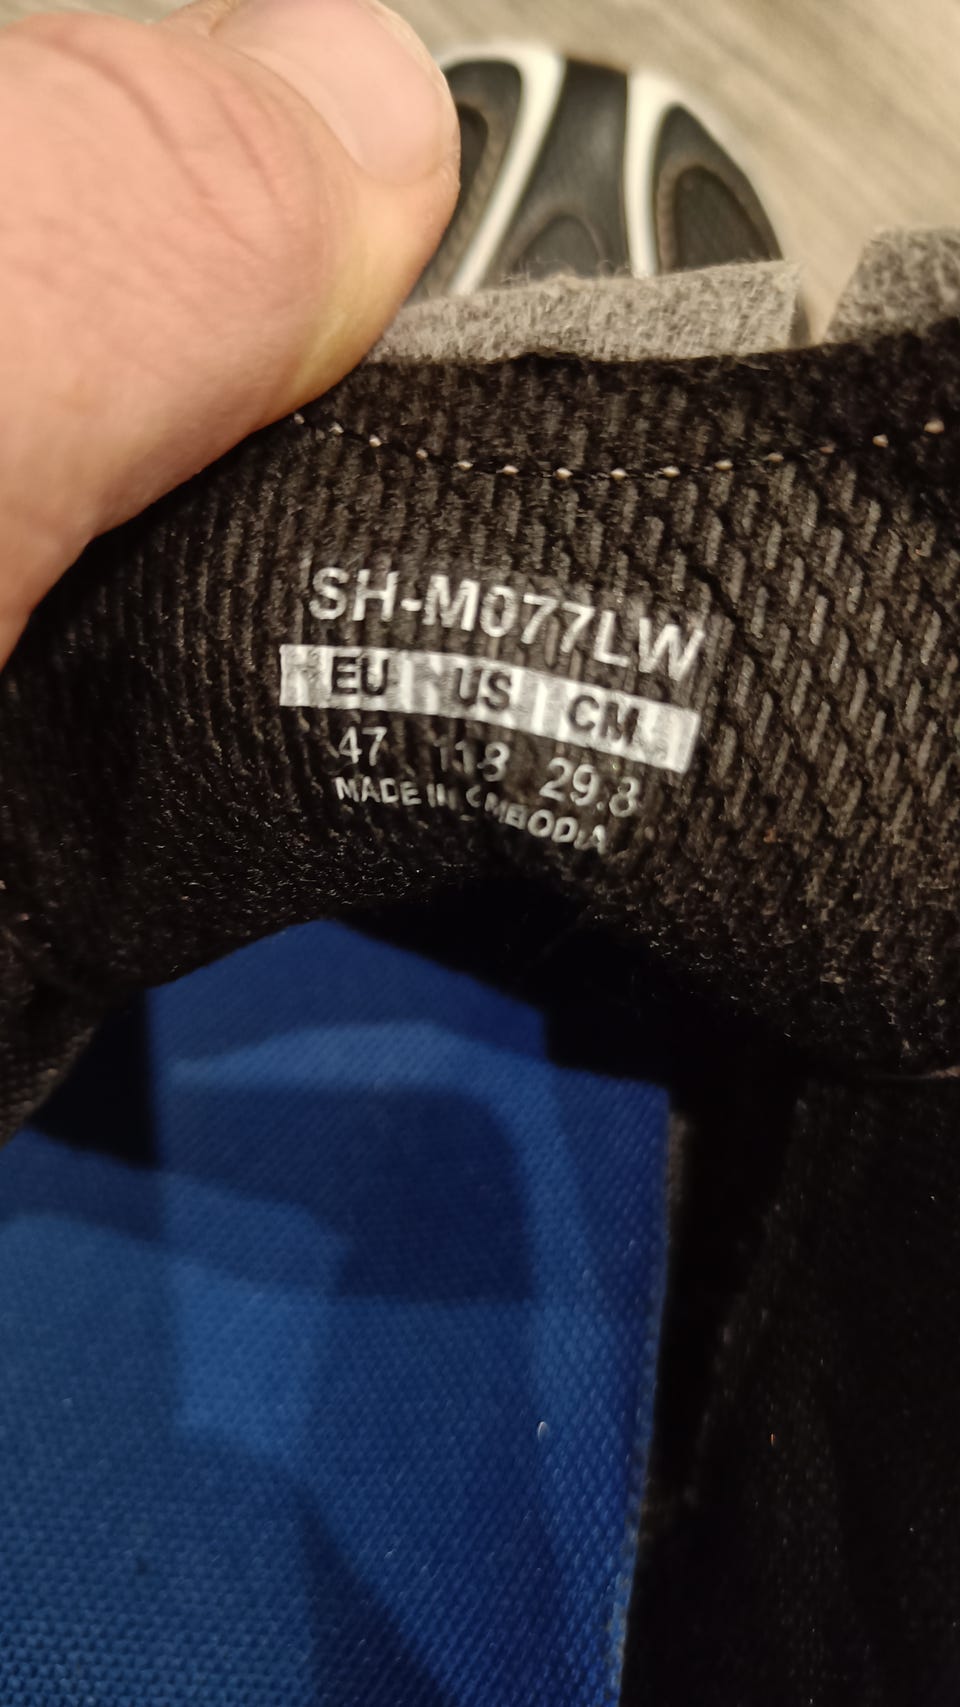 SH-M077LW
EU US CM
47 11.8 29.8
MADE IN CAMBODIA